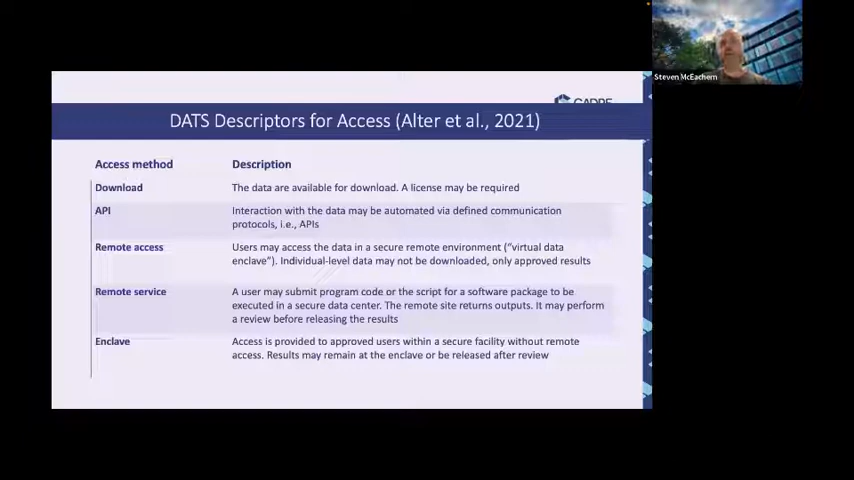 Steven McEachern
CADRE
DATS Descriptors for Access (Alter et al., 2021)
Access method Description
Download The data are available for download. A license may be required
API Interaction with the data may be automated via defined communication
protocols, i.e., APIs
Remote access Users may access the data in a secure remote environment ("virtual data
enclave"). Individual-level data may not be downloaded, only approved results
Remote service A user may submit program code or the script for a software package to be
executed in a secure data center. The remote site returns outputs. It may perform
a review before releasing the results
Enclave Access is provided to approved users within a secure facility without remote
access. Results may remain at the enclave or be released after review